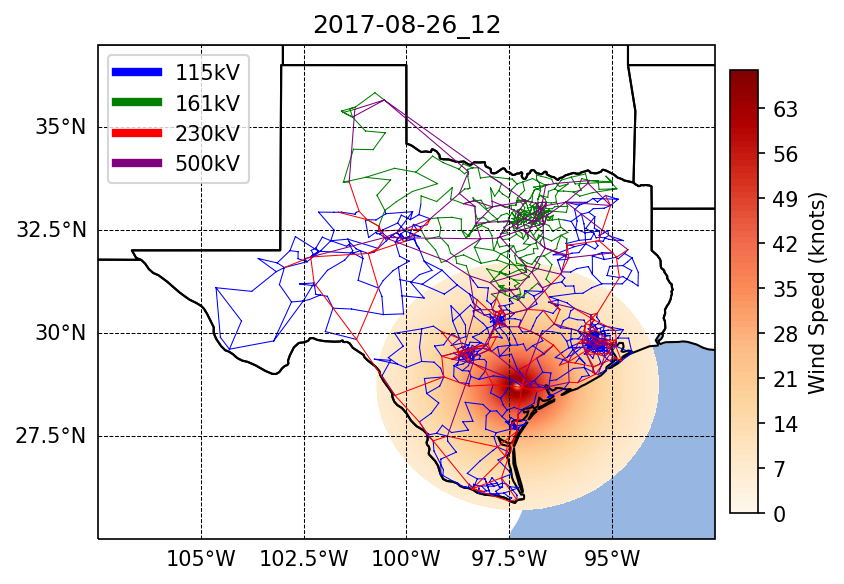 2017-08-26_12
115kV
161kV
230kV
500kV
35°N
32.5°N
30°N
27.5°N
105°W
102.5°W
100°W
97.5°W
95°W
63
56
49
42
35
28
21
14
7
0
Wind Speed (knots)